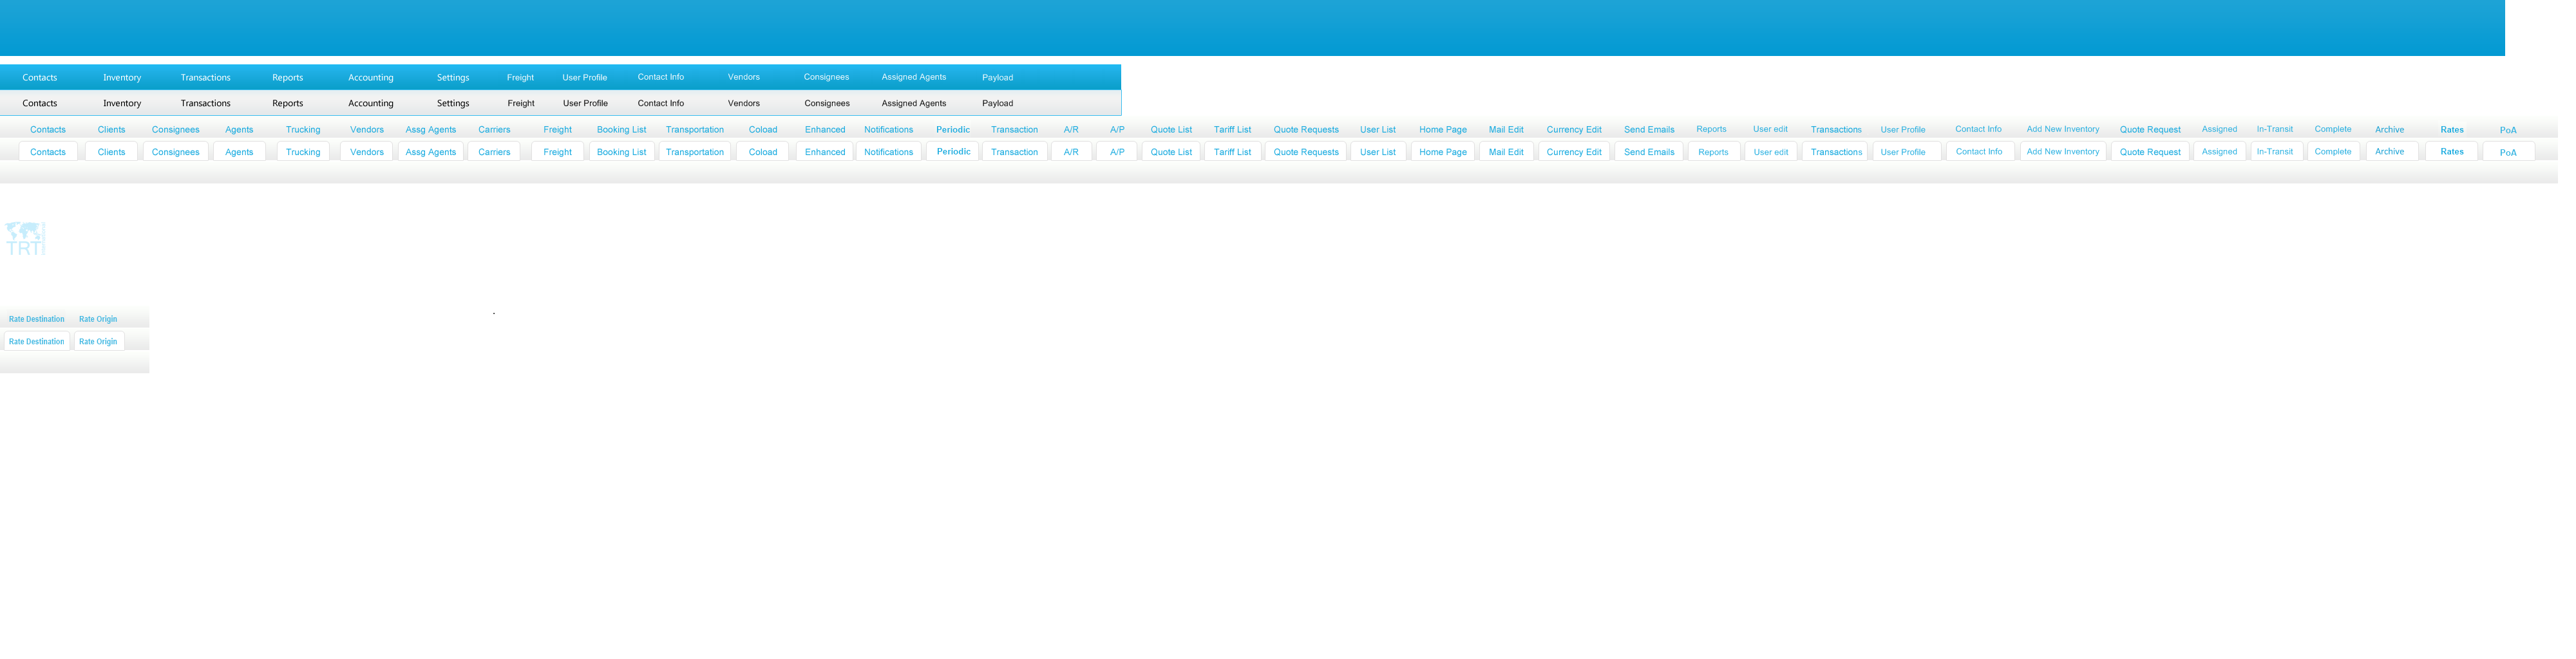 Contacts Inventory Transactions Reports Accounting Settings Freight User Profile Contact Info Vendors Consignees Assigned Agents Payload
Contacts Inventory Transactions Reports Accounting Settings Freight User Profile Contact Info Vendors Consignees Assigned Agents Payload
Contacts Clients Consignees Agents Trucking Vendors Assg Agents Carriers Freight Booking List Transportation Coload Enhanced Notifications Periodic Transaction A/R A/P Quote List Tariff List Quote Requests User List Home Page Mail Edit Currency Edit Send Emails Reports User edit Transactions User Profile Contact Info Add New Inventory Quote Request Assigned In-Transit Complete Archive Rates PoA
Contacts Clients Consignees Agents Trucking Vendors Assg Agents Carriers Freight Booking List Transportation Coload Enhanced Notifications Periodic Transaction A/R A/P Quote List Tariff List Quote Requests User List Home Page Mail Edit Currency Edit Send Emails Reports User edit Transactions User Profile Contact Info Add New Inventory Quote Request Assigned In-Transit Complete Archive Rates PoA
TRT
Rate Destination Rate Origin
Rate Destination Rate Origin